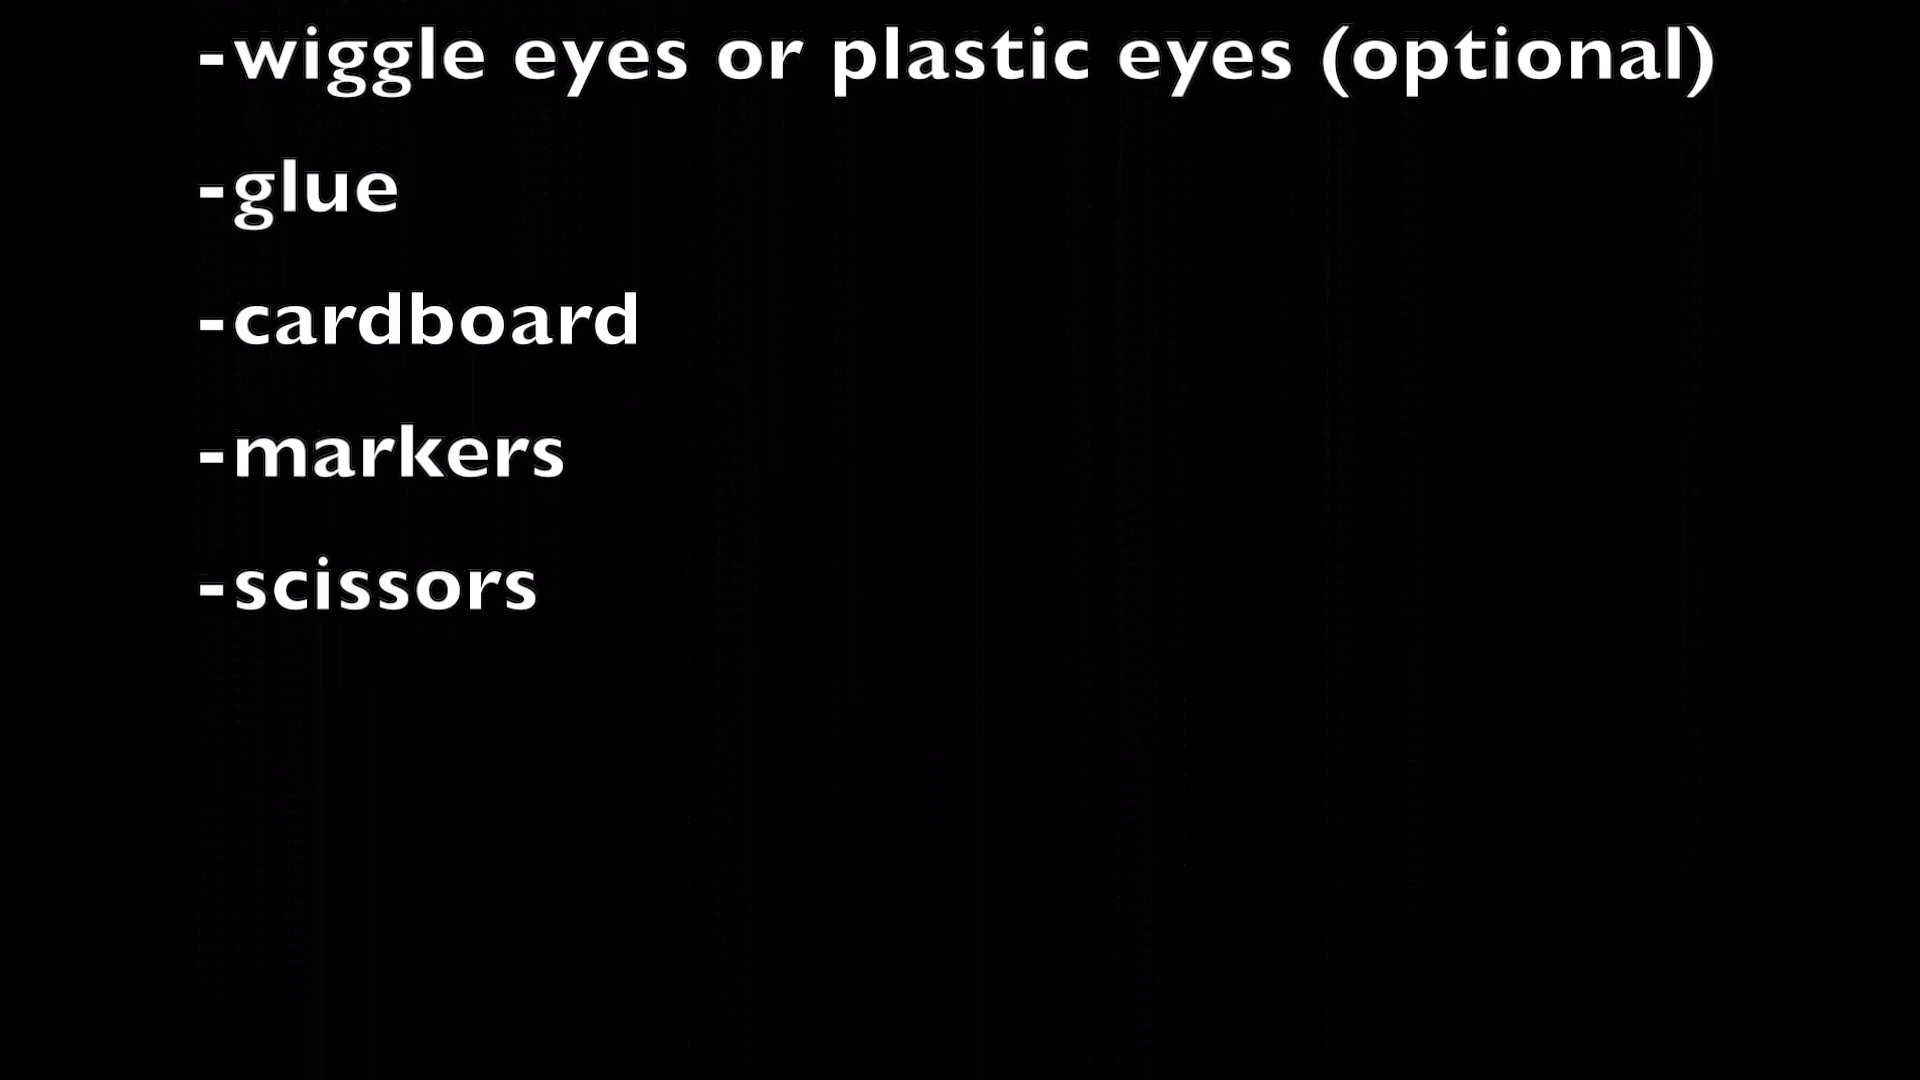 -wiggle eyes or plastic eyes (optional)
-glue
-cardboard
-markers
-scissors